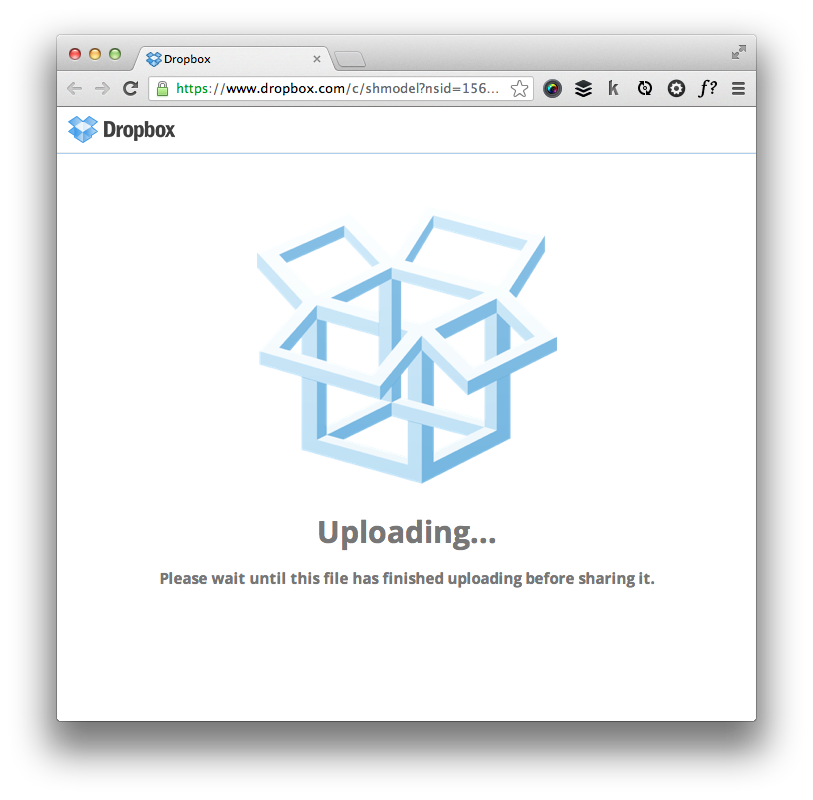 Dropbox
https://www.dropbox.com/c/shmodel?nsid=156...
k
f?
Dropbox
Uploading...
Please wait until this file has finished uploading before sharing it.